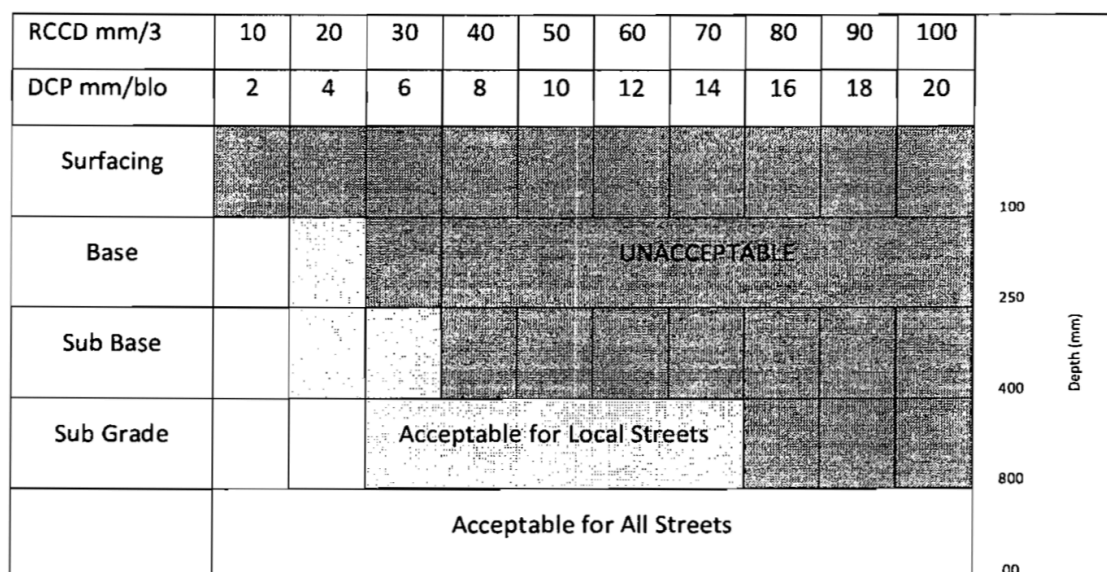 RCCD mm/3 10 20 30 40 50 60 70 80 90 100
DCP mm/blo 2 4 6 8 10 12 14 16 18 20
Surfacing
100
Base UNACCEPTABLE
250
Sub Base
400
Sub Grade Acceptable for Local Streets
800
Acceptable for All Streets
00
Depth (mm)